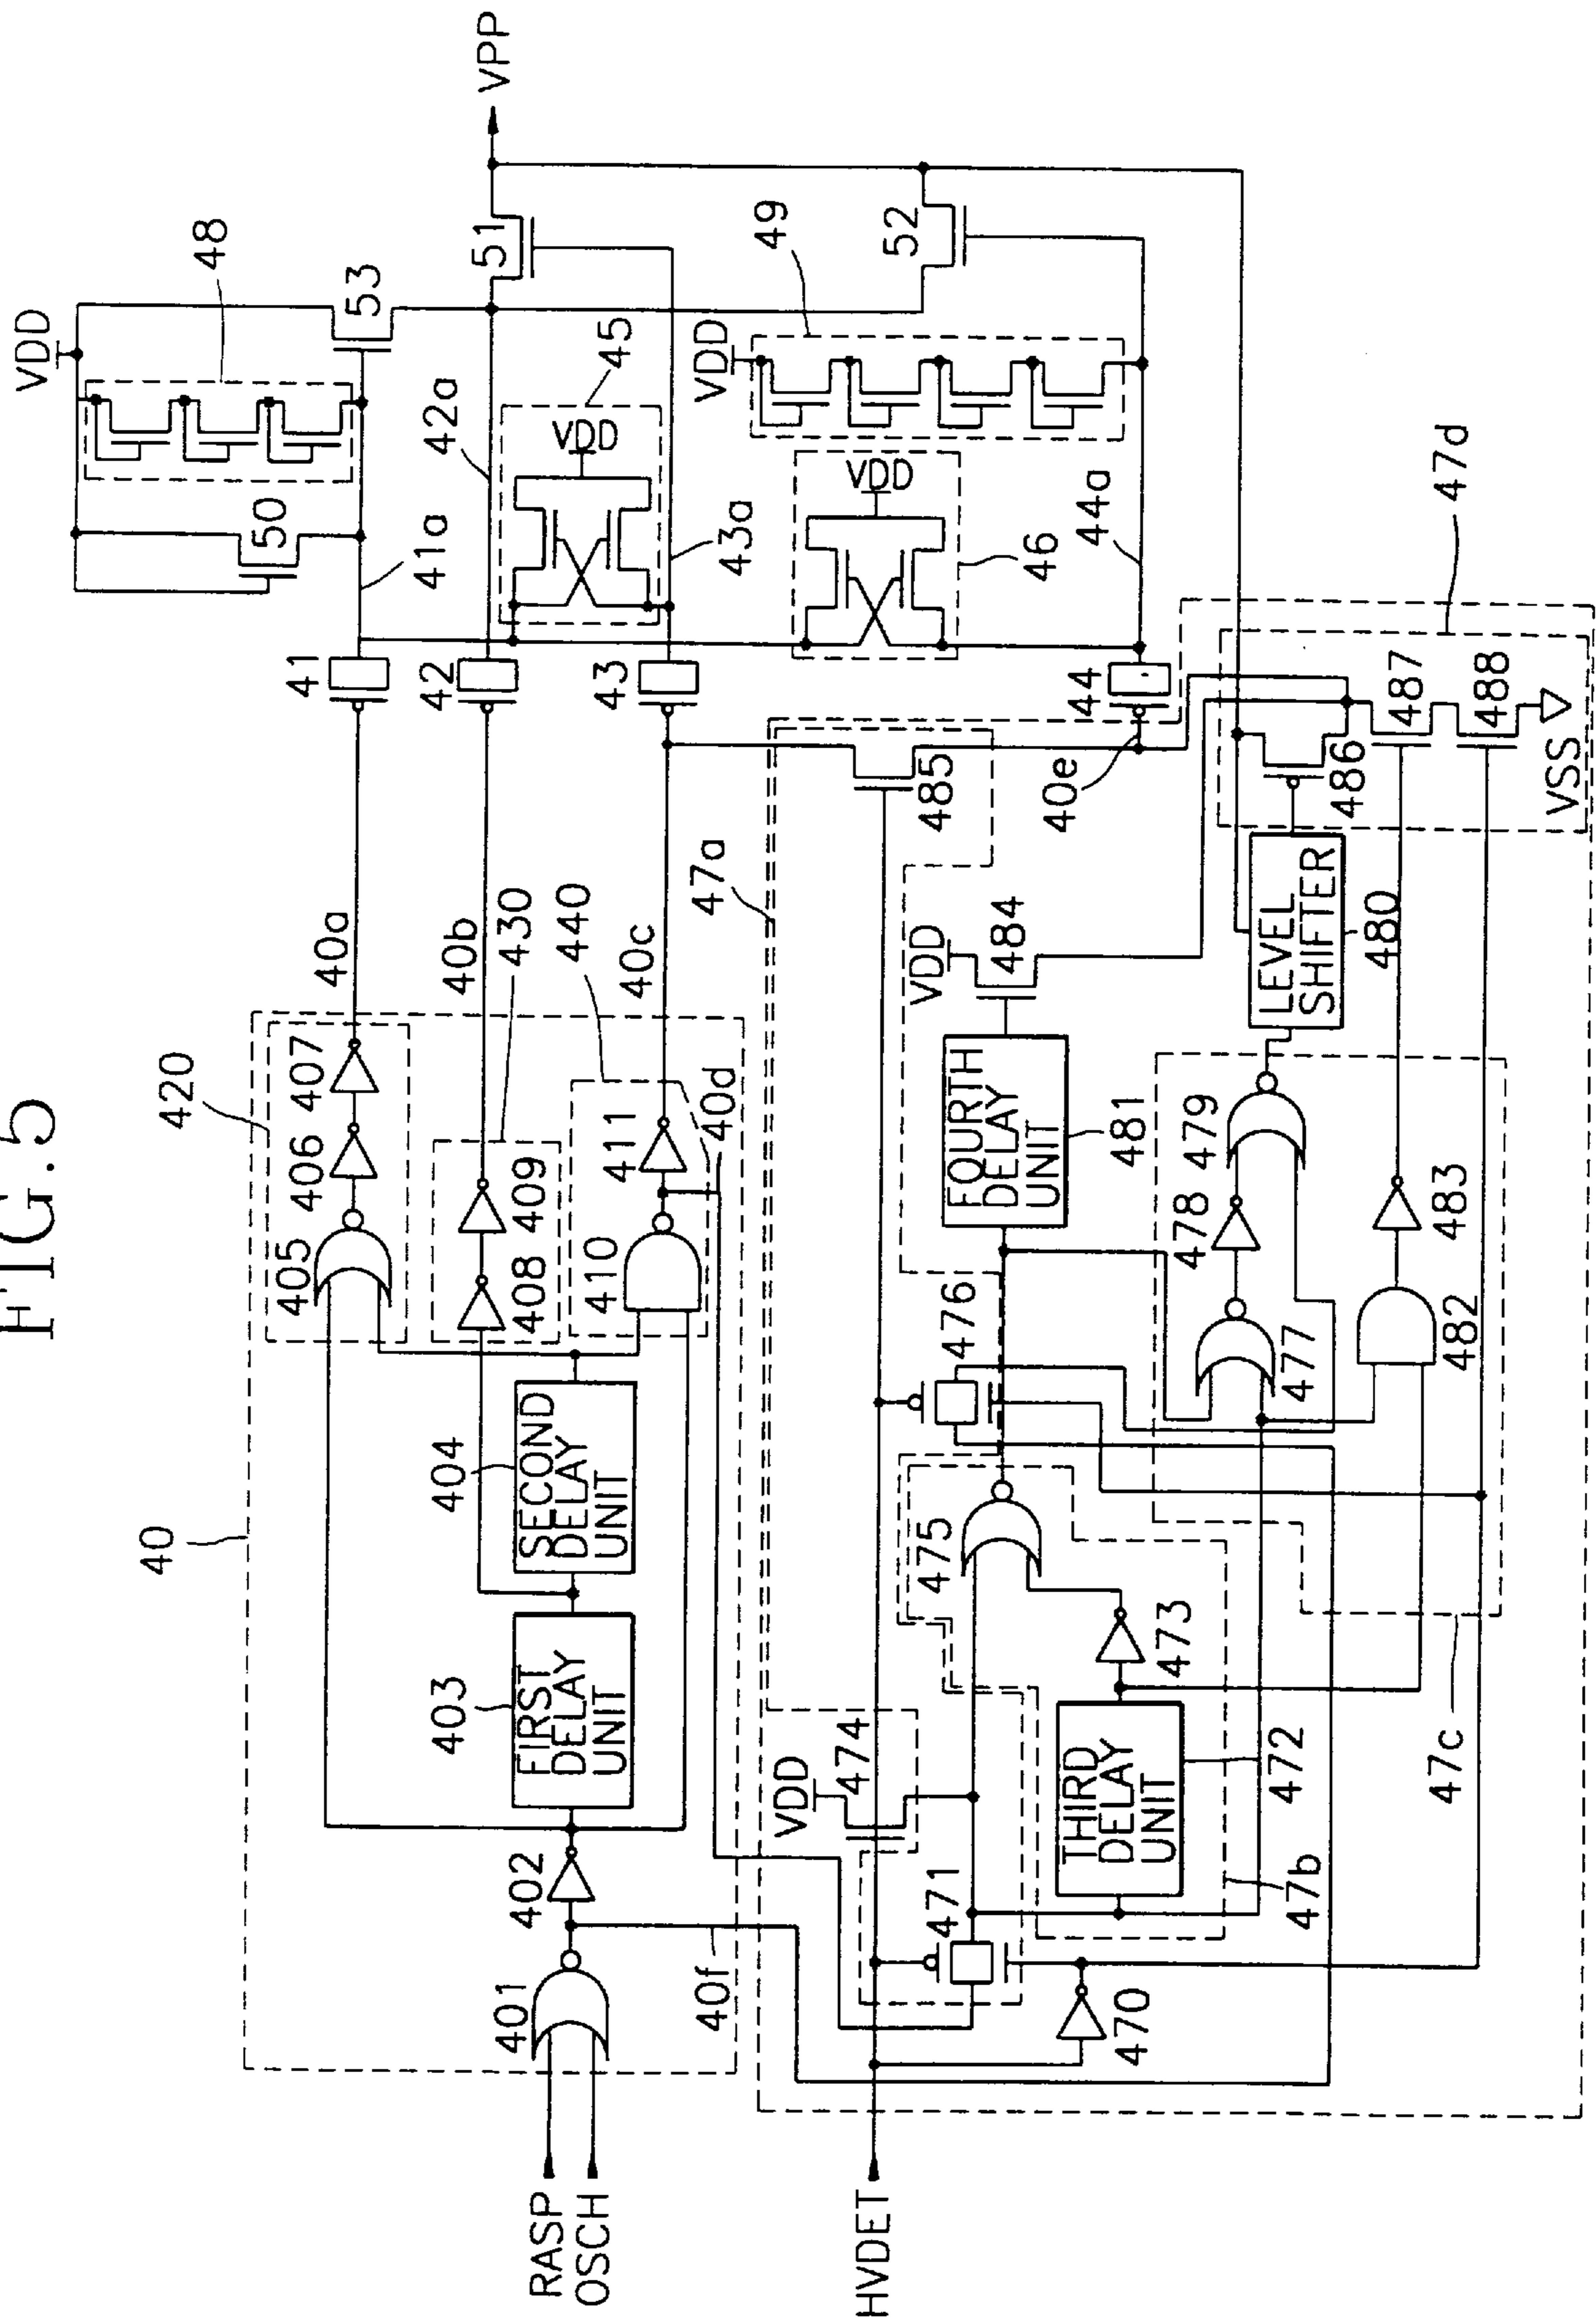 FIG.5
40
420
405
406
407
40a
41
41a
50
48
VDD
53
RASP
OSCH
401
402
403
FIRST
DELAY
UNIT
404
SECOND
DELAY
UNIT
408
409
430
40b
42
42a
45
VDD
51
VPP
410
411
440
40c
43
43a
40d
40f
47a
VDD
46
44a
VDD
49
52
HVDET
470
471
VDD
474
475
476
485
40e
44
THIRD
DELAY
UNIT
472
473
47b
FOURTH
DELAY
UNIT
481
VDD
484
477
478
479
LEVEL
SHIFTER
480
486
487
488
VSS
47d
482
483
47c